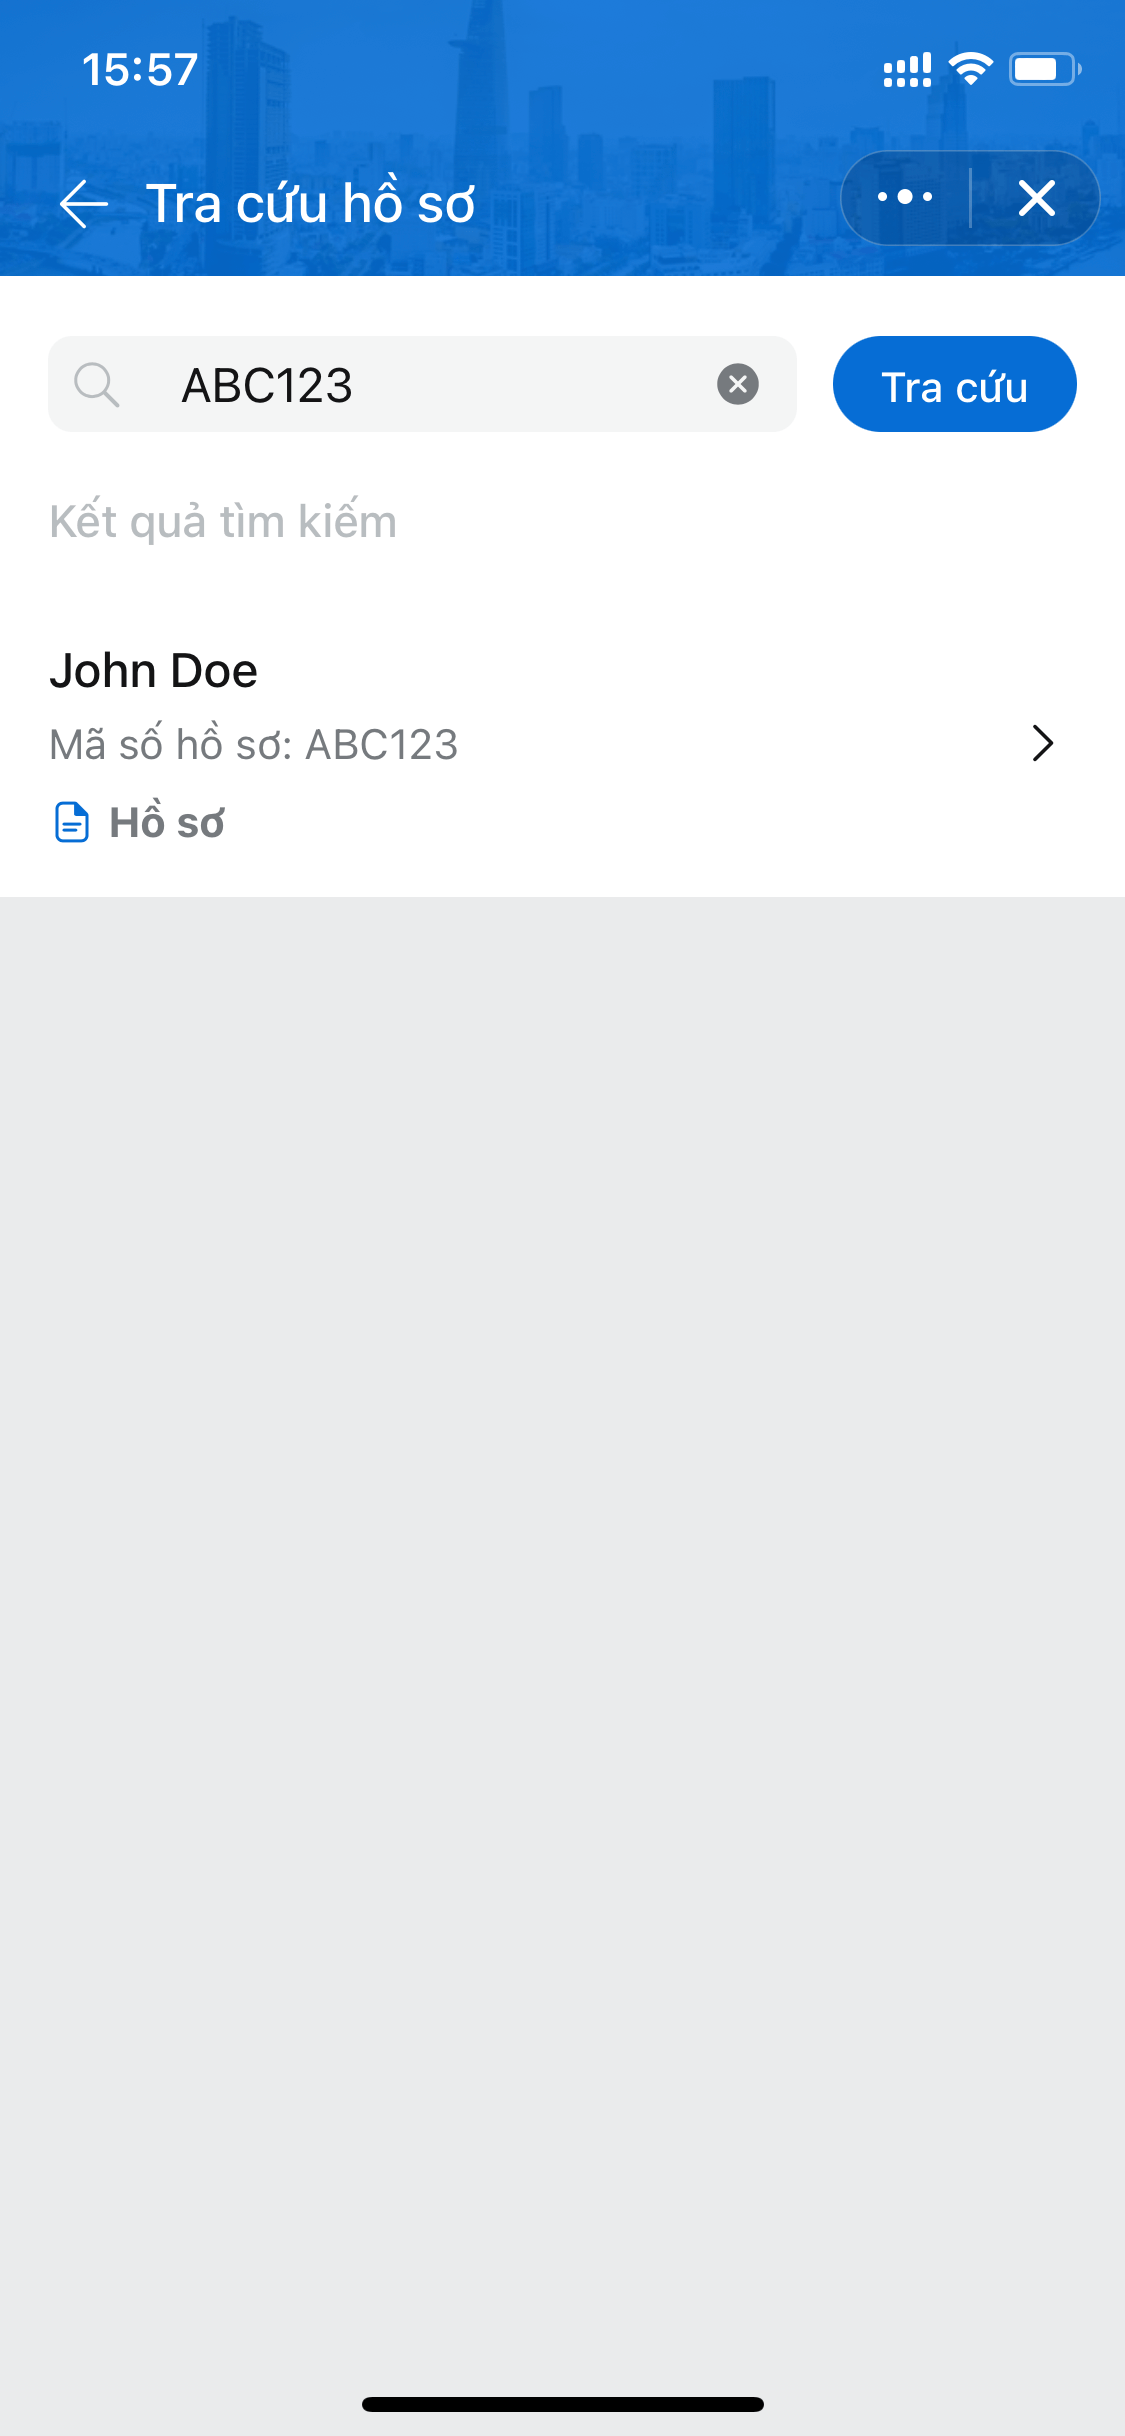 15:57
Tra cứu hồ sơ
ABC123
Tra cứu
Kết quả tìm kiếm
John Doe
Mã số hồ sơ: ABC123
Hồ sơ